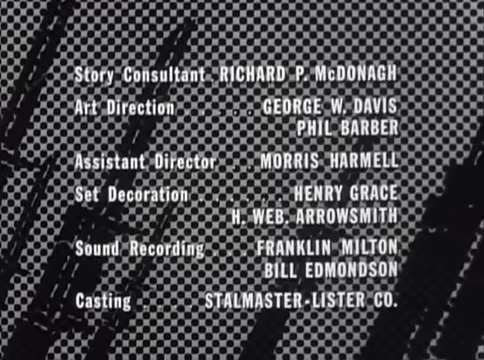 Story Consultant . RICHARD P. McDONAGH
Art Direction . . . GEORGE W. DAVIS
PHIL BARBER
Assistant Director . . MORRIS HARMELL
Set Decoration . . . . . . HENRY GRACE
H. WEB. ARROWSMITH
Sound Recording . . FRANKLIN MILTON
BILL EDMONDSON
Casting . . . STALMASTER-LISTER CO.